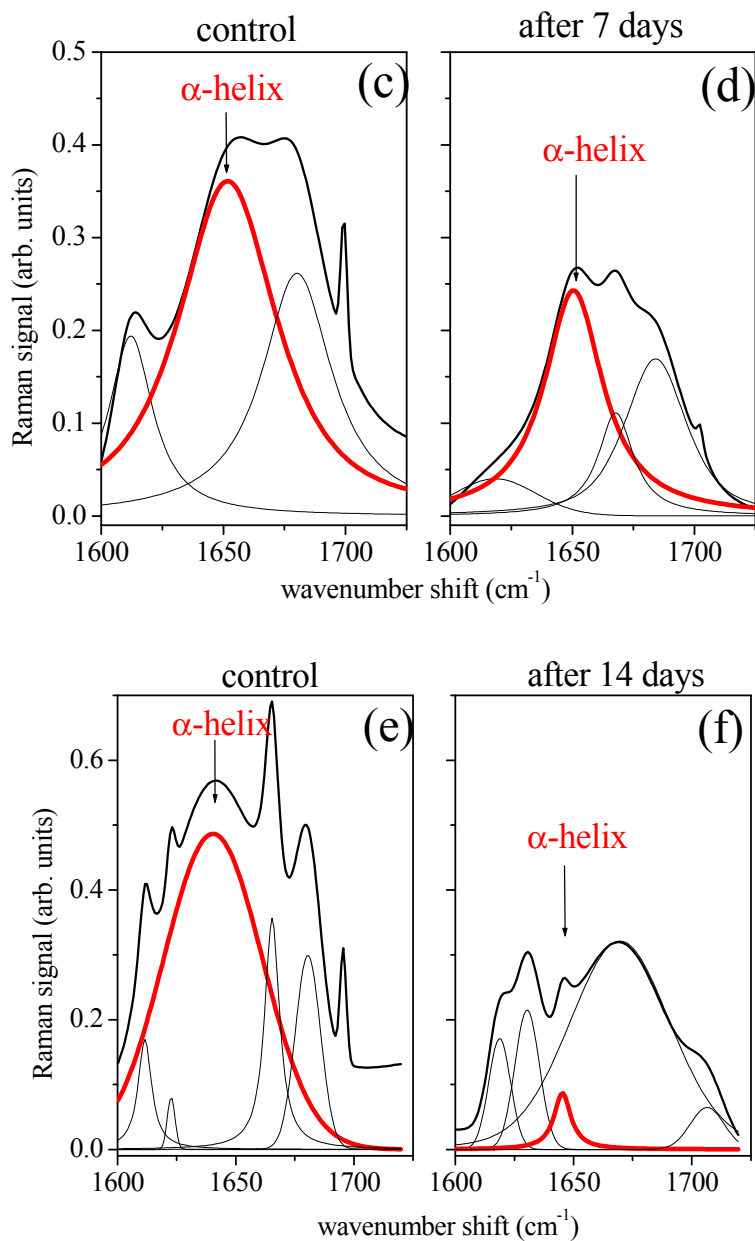 control
after 7 days
(c)
α-helix
(d)
α-helix
0.5
0.4
0.3
0.2
0.1
0.0
Raman signal (arb. units)
1600 1650 1700
1600 1650 1700
wavenumber shift (cm⁻¹)
control
after 14 days
(e)
α-helix
(f)
α-helix
0.6
0.4
0.2
0.0
Raman signal (arb. units)
1600 1650 1700
1600 1650 1700
wavenumber shift (cm⁻¹)